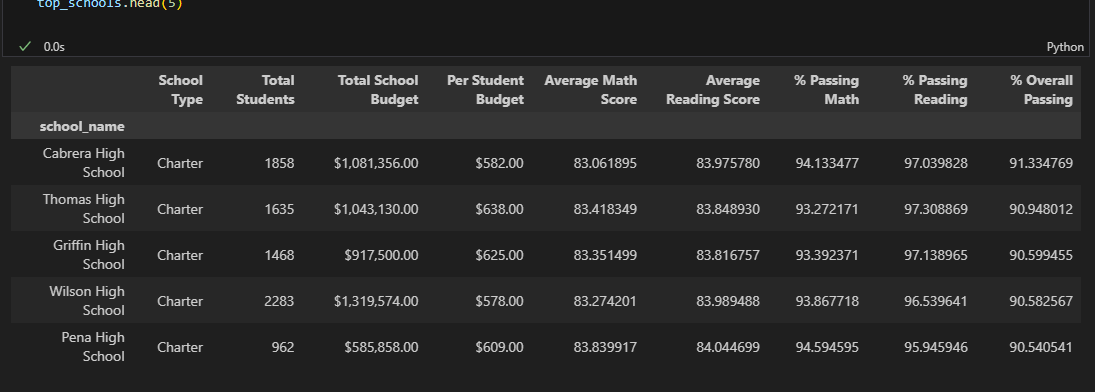 top_schools.head(5)
0.0s Python
School Type Total Students Total School Budget Per Student Budget Average Math Score Average Reading Score % Passing Math % Passing Reading % Overall Passing
school_name
Cabrera High School Charter 1858 $1,081,356.00 $582.00 83.061895 83.975780 94.133477 97.039828 91.334769
Thomas High School Charter 1635 $1,043,130.00 $638.00 83.418349 83.848930 93.272171 97.308869 90.948012
Griffin High School Charter 1468 $917,500.00 $625.00 83.351499 83.816757 93.392371 97.138965 90.599455
Wilson High School Charter 2283 $1,319,574.00 $578.00 83.274201 83.989488 93.867718 96.539641 90.582567
Pena High School Charter 962 $585,858.00 $609.00 83.839917 84.044699 94.594595 95.945946 90.540541